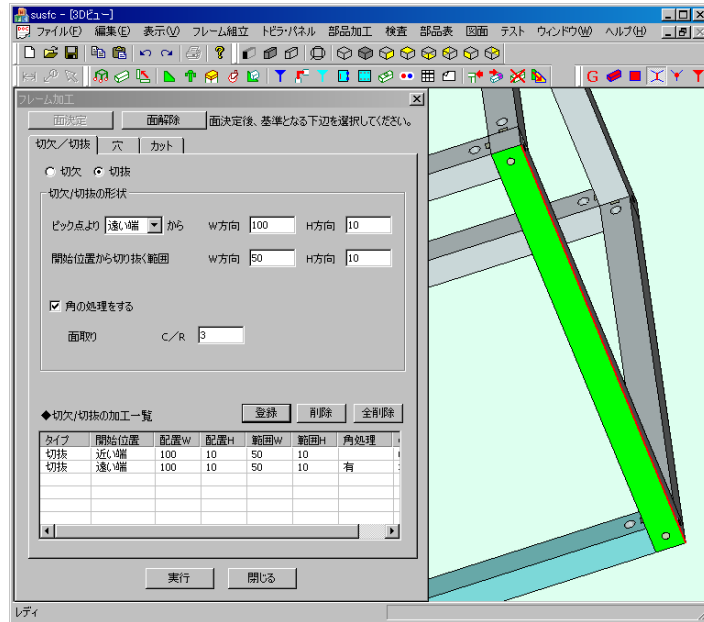 susfc - [3Dビュー]
ファイル(F) 編集(E) 表示(V) フレーム組立 トビラ・パネル 部品加工 検査 部品表 図面 テスト ウィンドウ(W) ヘルプ(H)
G
フレーム加工
面決定 面解除 面決定後、基準となる下辺を選択してください。
切欠／切抜 穴 カット
切欠 切抜
切欠/切抜の形状
ピック点より 遠い端 から W方向 100 H方向 10
開始位置から切り抜く範囲 W方向 50 H方向 10
角の処理をする
面取り C／R 3
◆切欠/切抜の加工一覧 登録 削除 全削除
タイプ 開始位置 配置W 配置H 範囲W 範囲H 角処理
切抜 近い端 100 10 50 10
切抜 遠い端 100 10 50 10 有
実行 閉じる
レディ